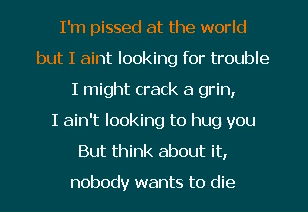 I'm pissed at the world
but I aint looking for trouble
I might crack a grin,
I ain't looking to hug you
But think about it,
nobody wants to die